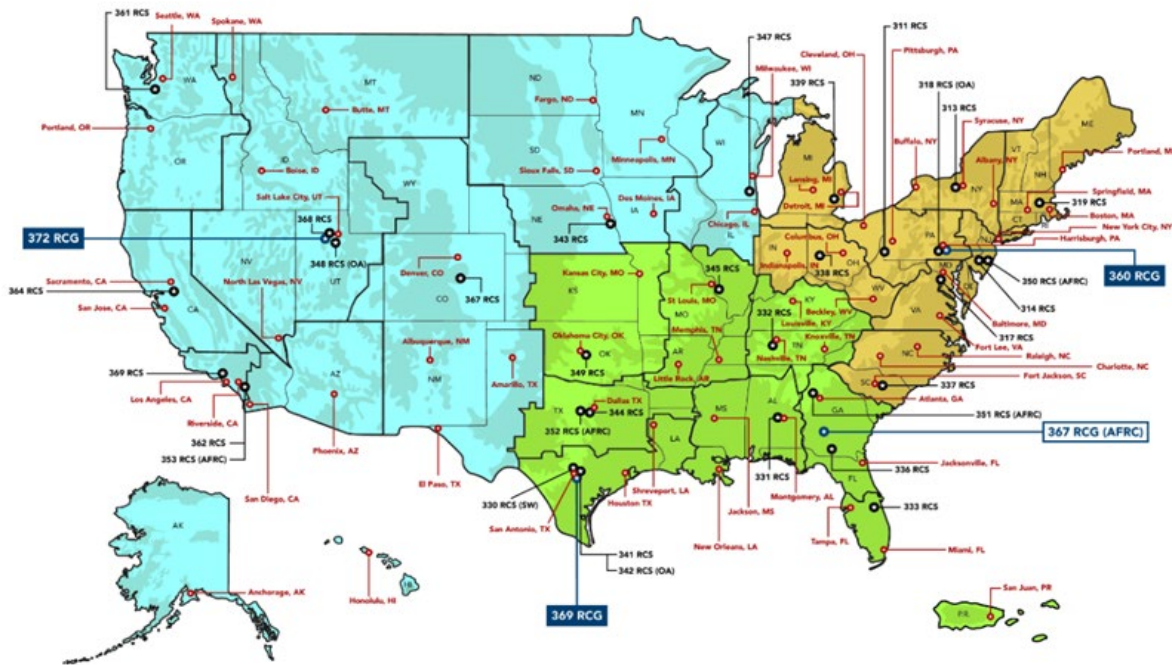 361 RCS
Seattle, WA
Spokane, WA
347 RCS
311 RCS
Cleveland, OH
Pittsburgh, PA
Milwaukee, WI
339 RCS
318 RCS (OA)
313 RCS
WA
MT
ND
Fargo, ND
MN
Butte, MT
Syracuse, NY
ME
Portland, OR
Buffalo, NY
Albany, NY
VT
Portland, M
OR
ID
Boise, ID
SD
Minneapolis, MN
WI
MI
Lansing, MI
NH
NY
Springfield, MA
MA
WY
Sioux Falls, SD
Salt Lake City, UT
Detroit, MI
CT
RI
319 RCS
Boston, MA
Des Moines, IA
Omaha, NE
IA
NE
368 RCS
Chicago, IL
Columbus, OH
PA
NJ
New York City, NY
Harrisburg, PA
372 RCG
343 RCS
IL
IN
OH
348 RCS (OA)
NV
UT
Denver, CO
Kansas City, MO
345 RCS
Indianapolis, IN
338 RCS
MD
DE
360 RCG
350 RCS (AFRC)
Sacramento, CA
364 RCS
North Las Vegas, NV
CO
367 RCS
KS
St Louis, MO
WV
VA
314 RCS
San Jose, CA
CA
MO
KY
Beckley, WV
Louisville, KY
Baltimore, MD
317 RCS
332 RCS
Memphis, TN
Oklahoma City, OK
OK
Knoxville, TN
Fort Lee, VA
Albuquerque, NM
AR
NC
Raleigh, NC
349 RCS
Nashville, TN
Charlotte, NC
369 RCS
AZ
NM
Amarillo, TX
Little Rock, AR
Fort Jackson, SC
SC
337 RCS
Los Angeles, CA
Dallas TX
TX
344 RCS
MS
AL
GA
Atlanta, GA
351 RCS (AFRC)
Riverside, CA
352 RCS (AFRC)
362 RCS
353 RCS (AFRC)
Phoenix, AZ
LA
367 RCG (AFRC)
336 RCS
Jacksonville, FL
El Paso, TX
331 RCS
FL
San Diego, CA
330 RCS (SW)
Shreveport, LA
Montgomery, AL
Houston TX
333 RCS
Jackson, MS
AK
San Antonio, TX
New Orleans, LA
Tampa, FL
341 RCS
342 RCS (OA)
Miami, FL
Anchorage, AK
Honolulu, HI
San Juan, PR
369 RCG